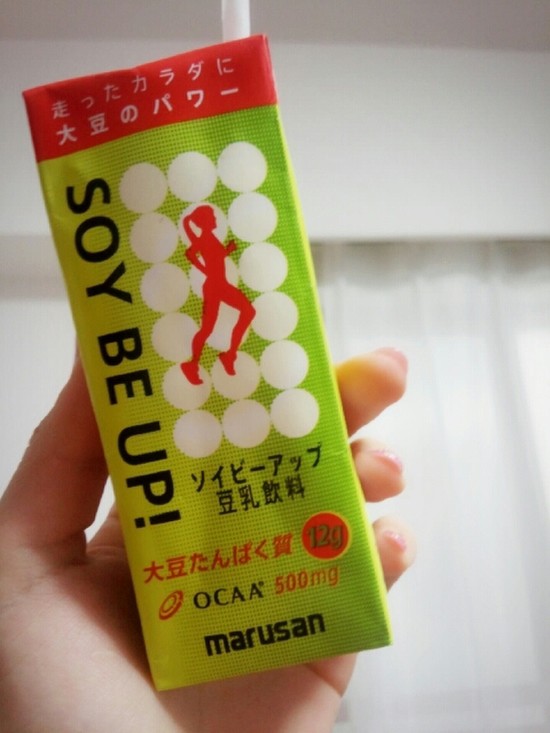 走ったカラダに
大豆のパワー
SOY BE UP!
ソイビーアップ
豆乳飲料
大豆たんぱく質 12g
OCAA® 500mg
marusan